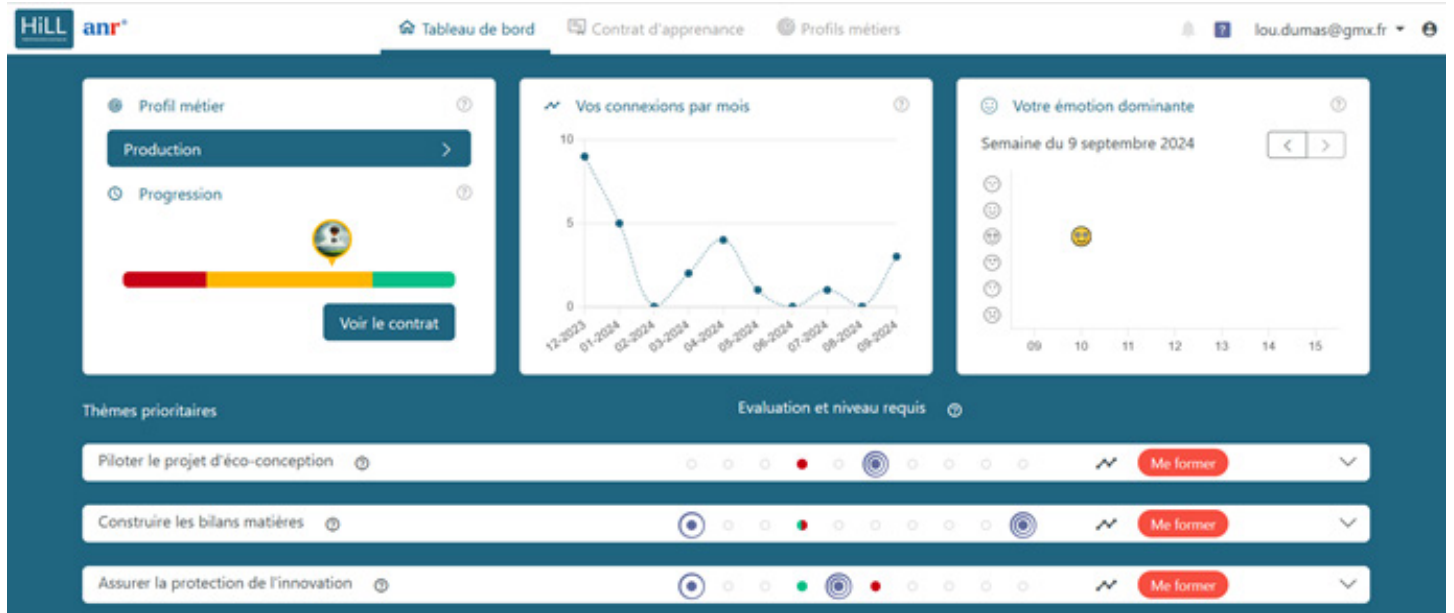 HiLL anr Tableau de bord Contrat d'apprenance Profils métiers ? lou.dumas@gmx.fr
Profil métier ?
Production
Progression ?
Voir le contrat
Vos connexions par mois ?
10
5
0
12-2023 01-2024 02-2024 03-2024 04-2024 05-2024 06-2024 07-2024 08-2024 09-2024
Votre émotion dominante ?
Semaine du 9 septembre 2024 < >
09 10 11 12 13 14 15
Thèmes prioritaires Evaluation et niveau requis ?
Piloter le projet d'éco-conception ? Me former
Construire les bilans matières ? Me former
Assurer la protection de l'innovation ? Me former